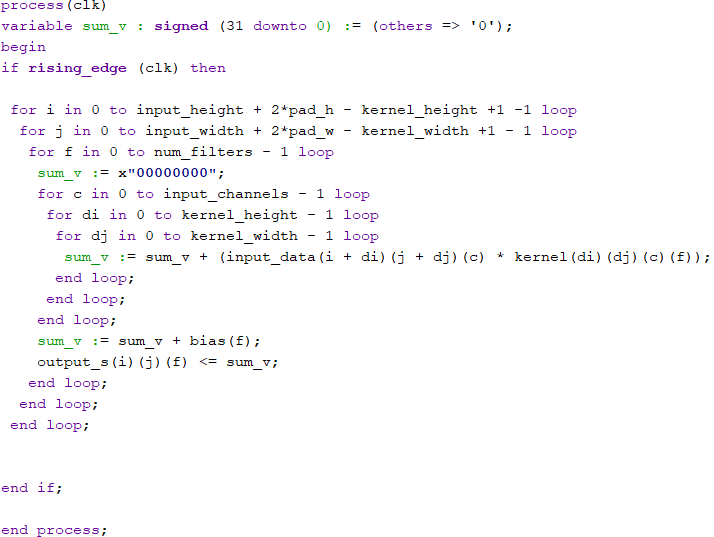 process(clk)
variable sum_v : signed (31 downto 0) := (others => '0');
begin
if rising_edge (clk) then
for i in 0 to input_height + 2*pad_h - kernel_height +1 -1 loop
for j in 0 to input_width + 2*pad_w - kernel_width +1 - 1 loop
for f in 0 to num_filters - 1 loop
sum_v := x"00000000";
for c in 0 to input_channels - 1 loop
for di in 0 to kernel_height - 1 loop
for dj in 0 to kernel_width - 1 loop
sum_v := sum_v + (input_data(i + di)(j + dj)(c) * kernel(di)(dj)(c)(f));
end loop;
end loop;
end loop;
sum_v := sum_v + bias(f);
output_s(i)(j)(f) <= sum_v;
end loop;
end loop;
end loop;
end if;
end process;